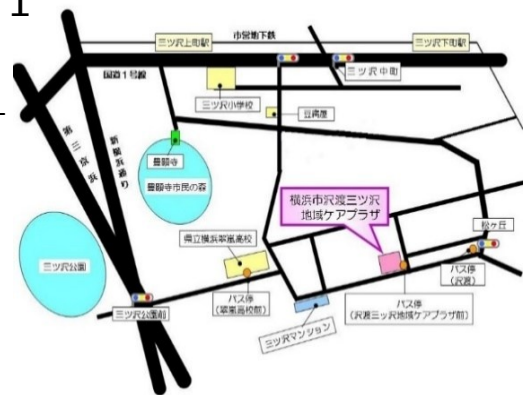 1
三ツ沢上町駅
市営地下鉄
三ツ沢下町駅
国道1号線
三ツ沢中町
三ツ沢小学校
豆腐屋
第三京浜
新横浜通り
豊顕寺
豊顕寺市民の森
横浜市沢渡三ツ沢
地域ケアプラザ
松ヶ丘
県立横浜翠嵐高校
三ツ沢公園
バス停
(沢渡)
バス停
(翠嵐高校前)
バス停
(沢渡三ツ沢地域ケアプラザ前)
三ツ沢公園前
三ツ沢マンション